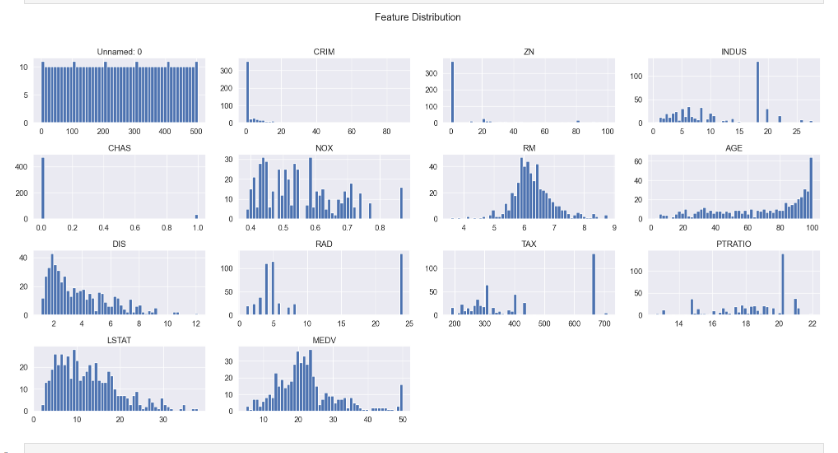 Feature Distribution
Unnamed: 0
CRIM
ZN
INDUS
10
5
0
0 100 200 300 400 500
300
200
100
0
0 20 40 60 80
300
200
100
0
0 20 40 60 80 100
100
50
0
0 5 10 15 20 25
CHAS
NOX
RM
AGE
400
200
0
0.0 0.2 0.4 0.6 0.8 1.0
30
20
10
0
0.4 0.5 0.6 0.7 0.8
40
20
0
4 5 6 7 8 9
60
40
20
0
0 20 40 60 80 100
DIS
RAD
TAX
PTRATIO
40
20
0
2 4 6 8 10 12
100
50
0
0 5 10 15 20 25
100
50
0
200 300 400 500 600 700
100
50
0
14 16 18 20 22
LSTAT
MEDV
20
10
0
0 10 20 30
30
20
10
0
10 20 30 40 50